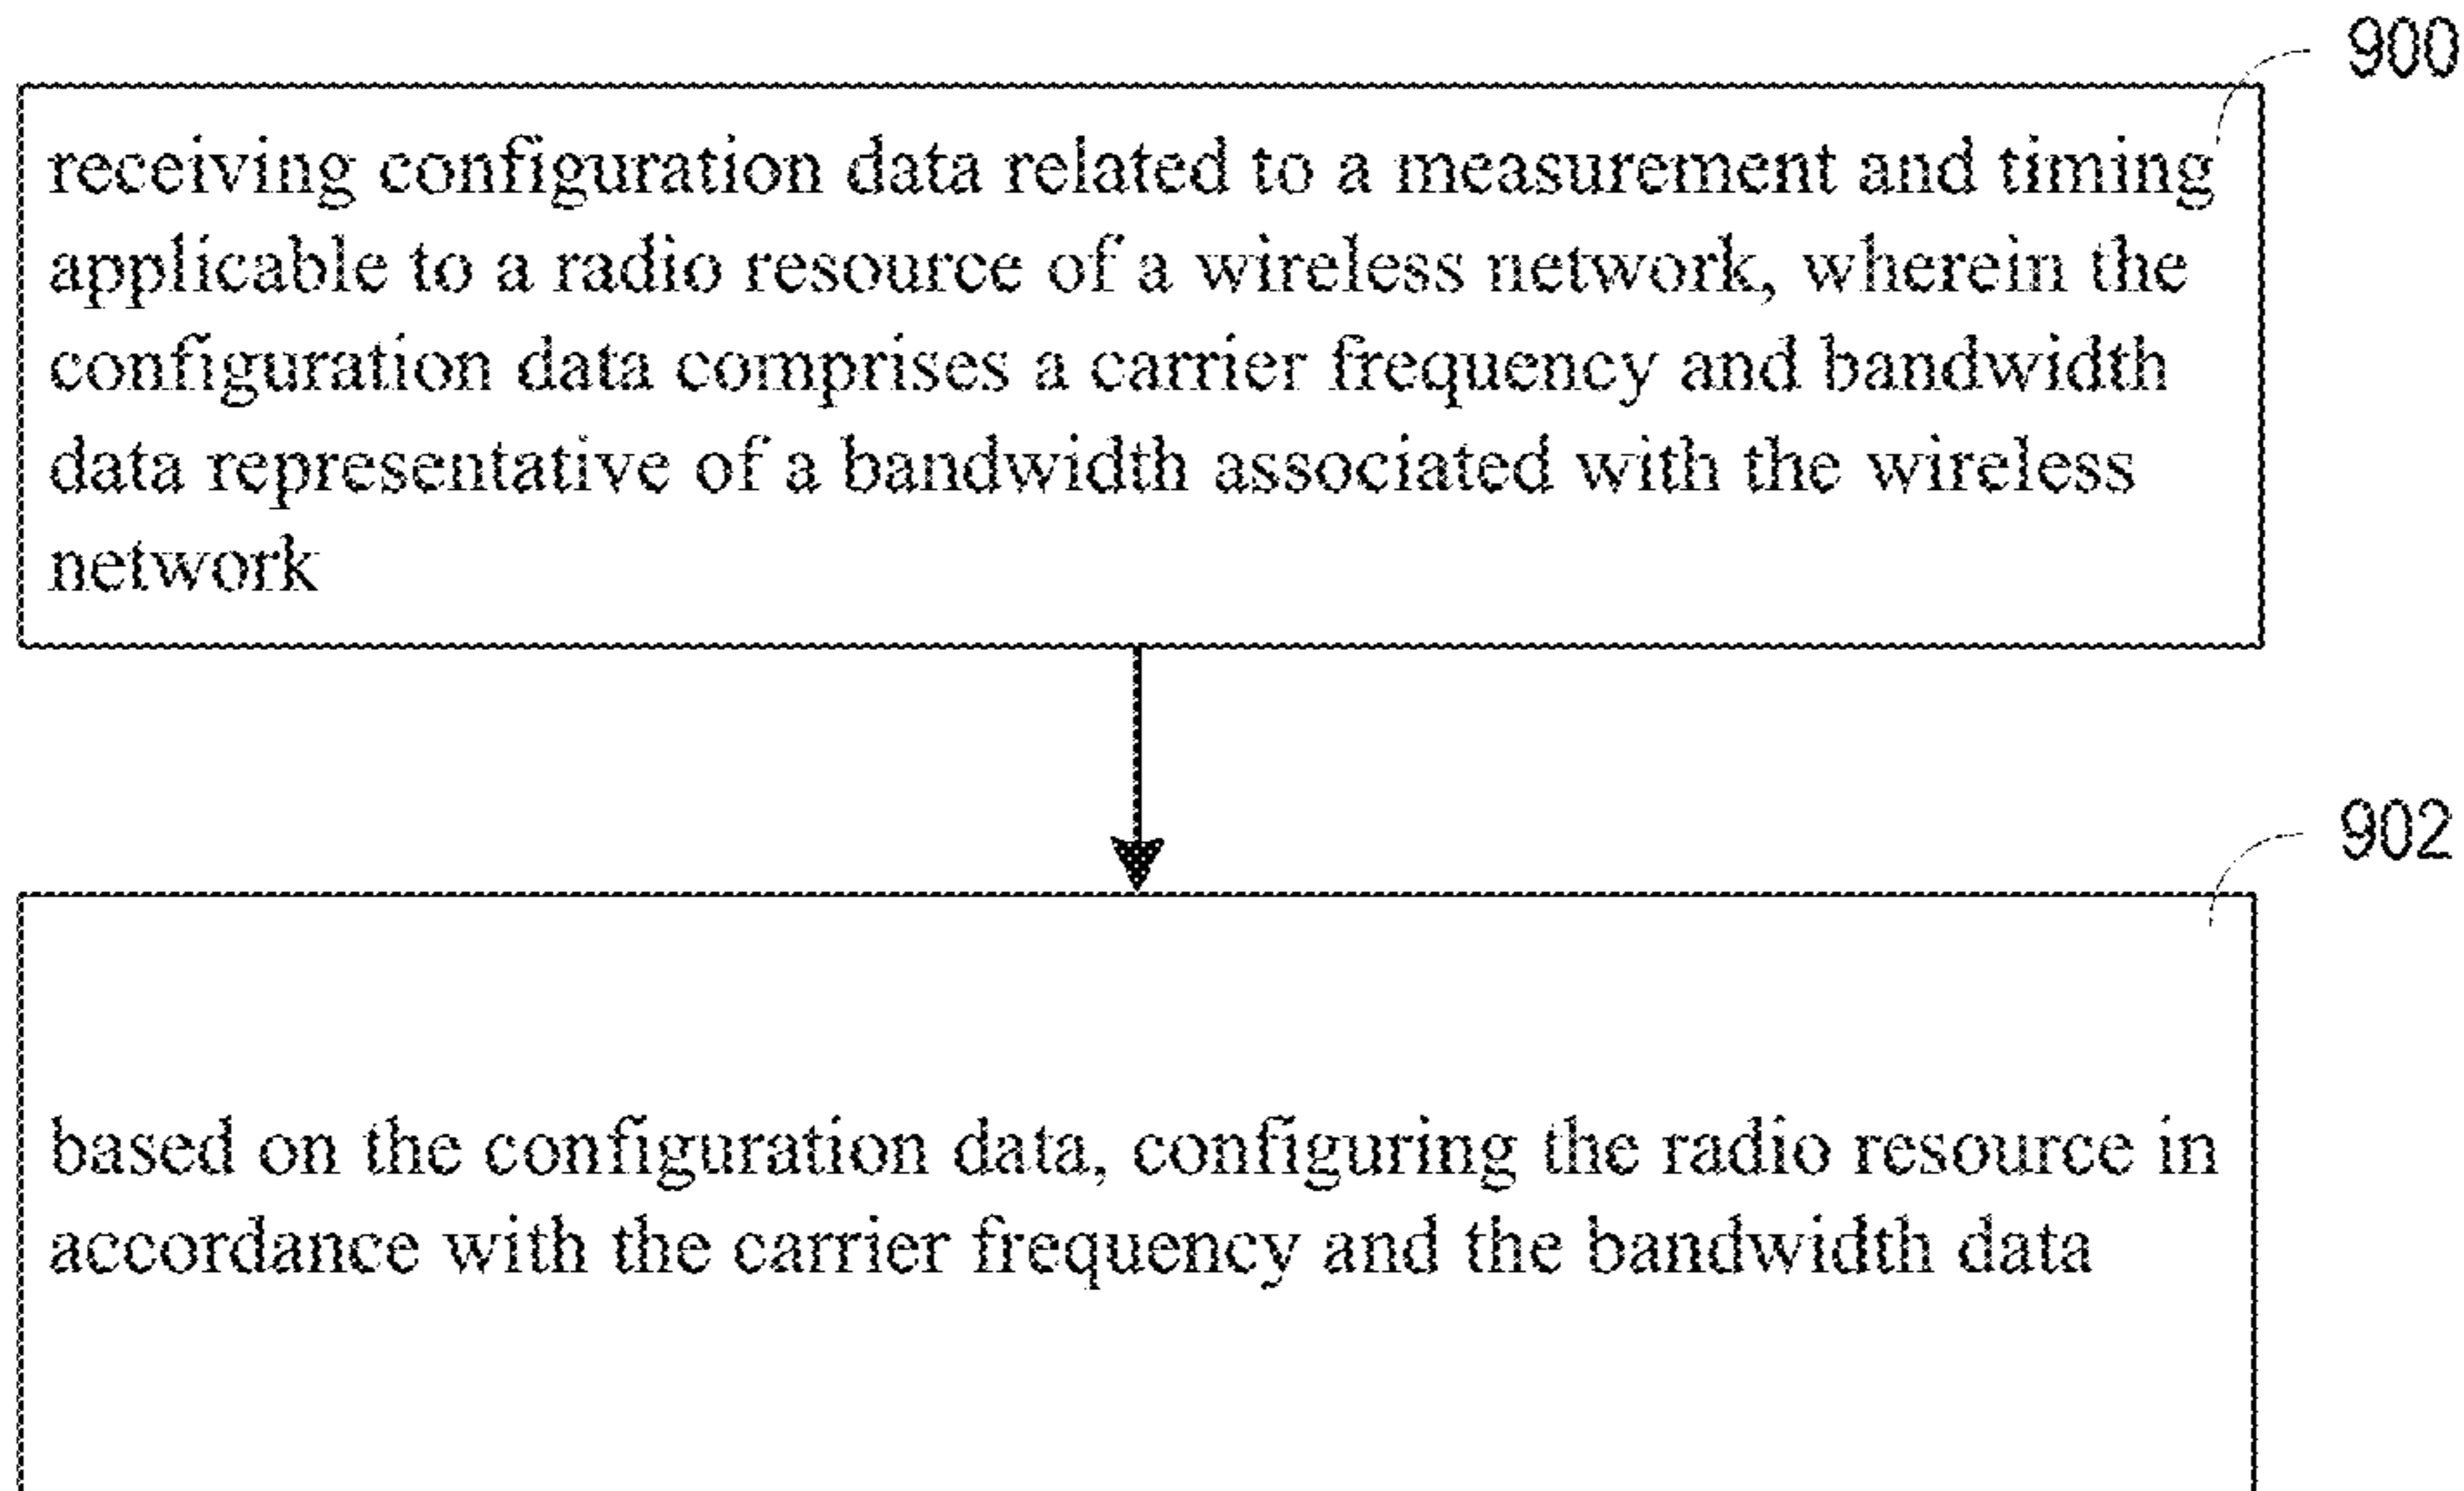 900
receiving configuration data related to a measurement and timing
applicable to a radio resource of a wireless network, wherein the
configuration data comprises a carrier frequency and bandwidth
data representative of a bandwidth associated with the wireless
network
902
based on the configuration data, configuring the radio resource in
accordance with the carrier frequency and the bandwidth data